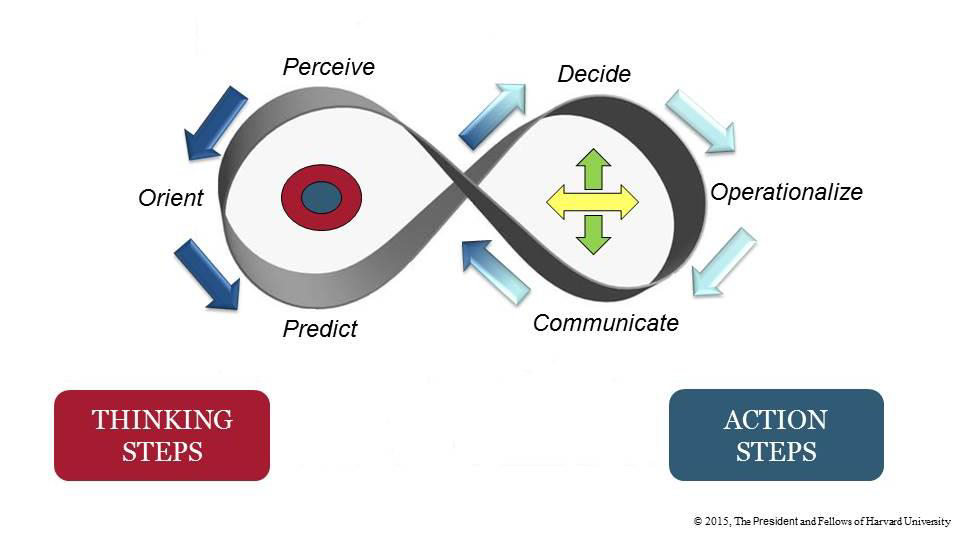 Perceive
Decide
Orient
Operationalize
Predict
Communicate
THINKING
STEPS
ACTION
STEPS
© 2015, The President and Fellows of Harvard University